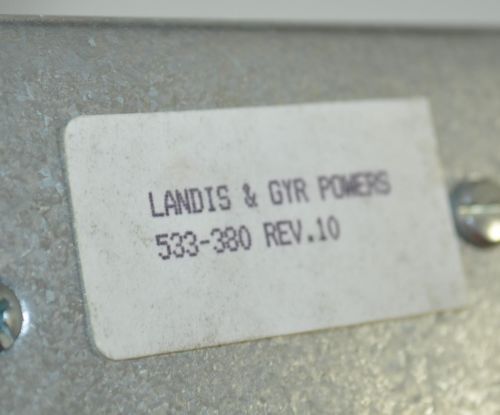 LANDIS & GYR POWERS
533-380 REV.10